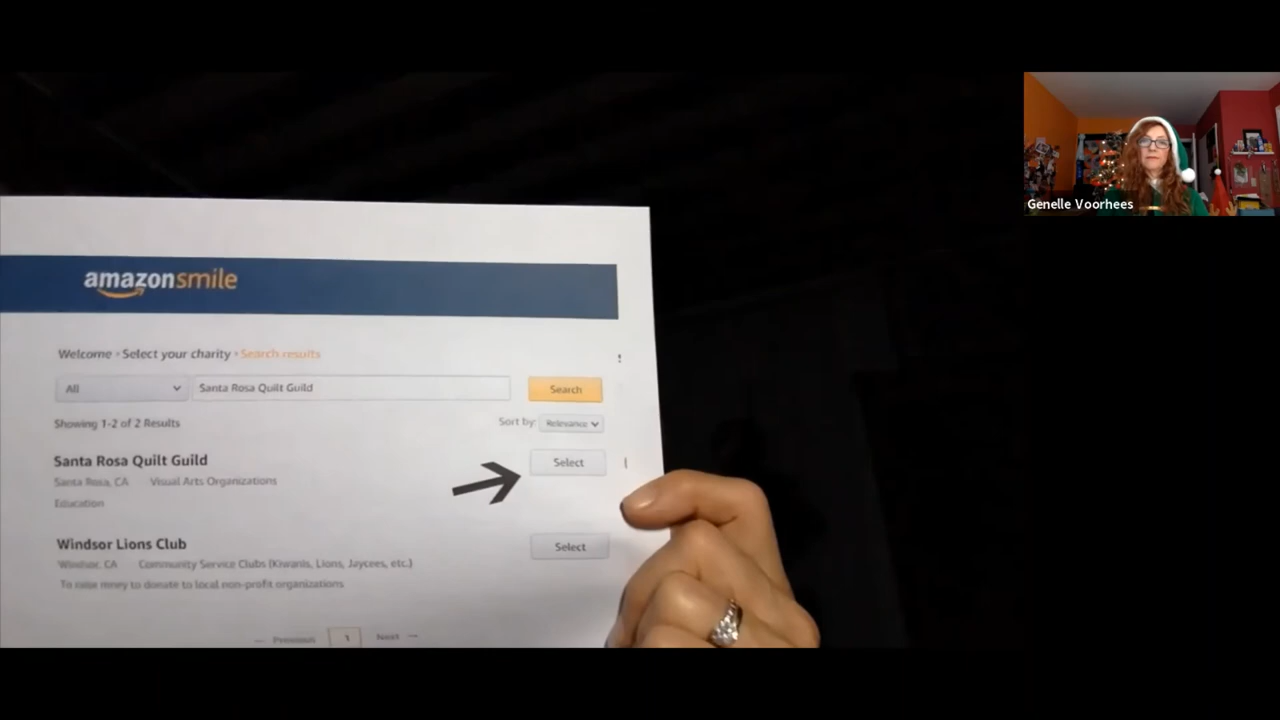 amazonsmile
Welcome › Select your charity › Search results
All Santa Rosa Quilt Guild Search
Showing 1-2 of 2 Results Sort by: Relevance
Santa Rosa Quilt Guild Select
Santa Rosa, CA Visual Arts Organizations
Education
Windsor Lions Club Select
Windsor, CA Community Service Clubs (Kiwanis, Lions, Jaycees, etc.)
To raise money to donate to local non-profit organizations
← Previous 1 Next →
Genelle Voorhees